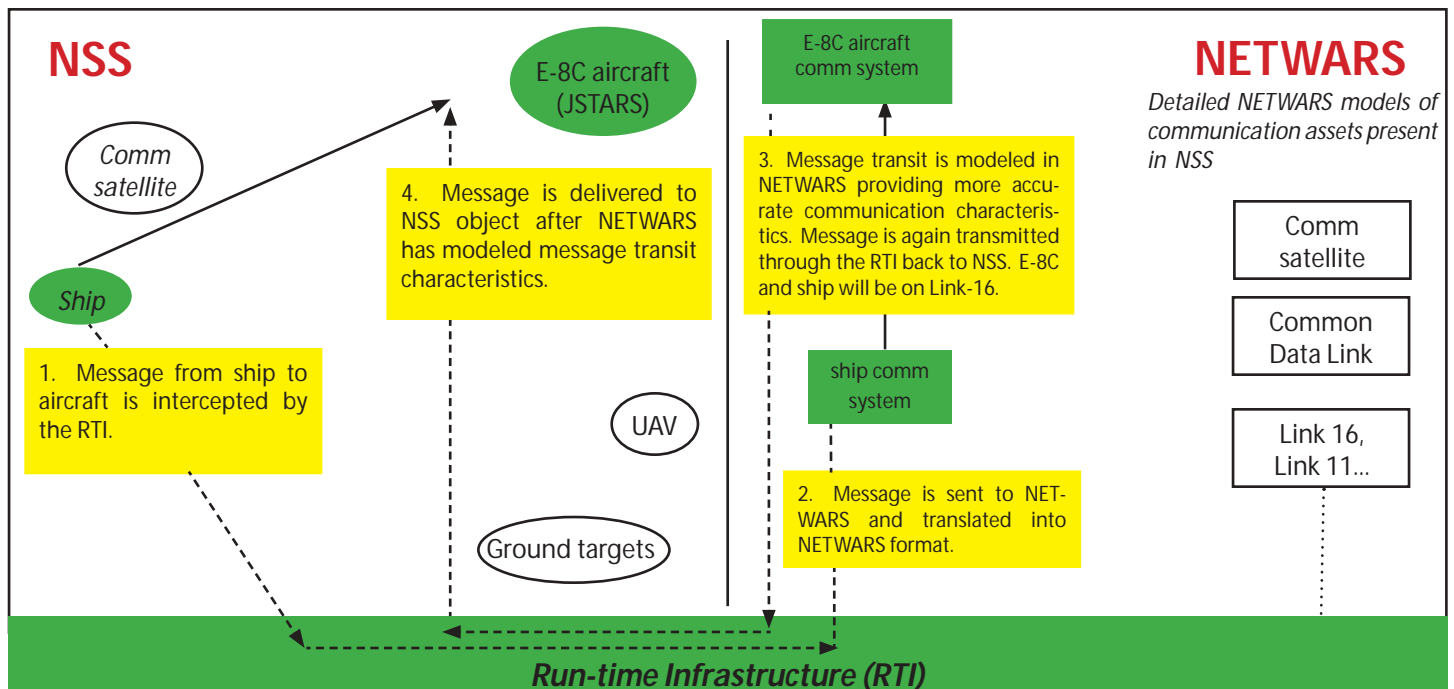 NSS
E-8C aircraft
(JSTARS)
Comm
satellite
Ship
1. Message from ship to
aircraft is intercepted by
the RTI.
4. Message is delivered to
NSS object after NETWARS
has modeled message transit
characteristics.
UAV
Ground targets
E-8C aircraft
comm system
3. Message transit is modeled in
NETWARS providing more accu-
rate communication characteris-
tics. Message is again transmitted
through the RTI back to NSS. E-8C
and ship will be on Link-16.
ship comm
system
2. Message is sent to NET-
WARS and translated into
NETWARS format.
NETWARS
Detailed NETWARS models of
communication assets present
in NSS
Comm
satellite
Common
Data Link
Link 16,
Link 11...
Run-time Infrastructure (RTI)